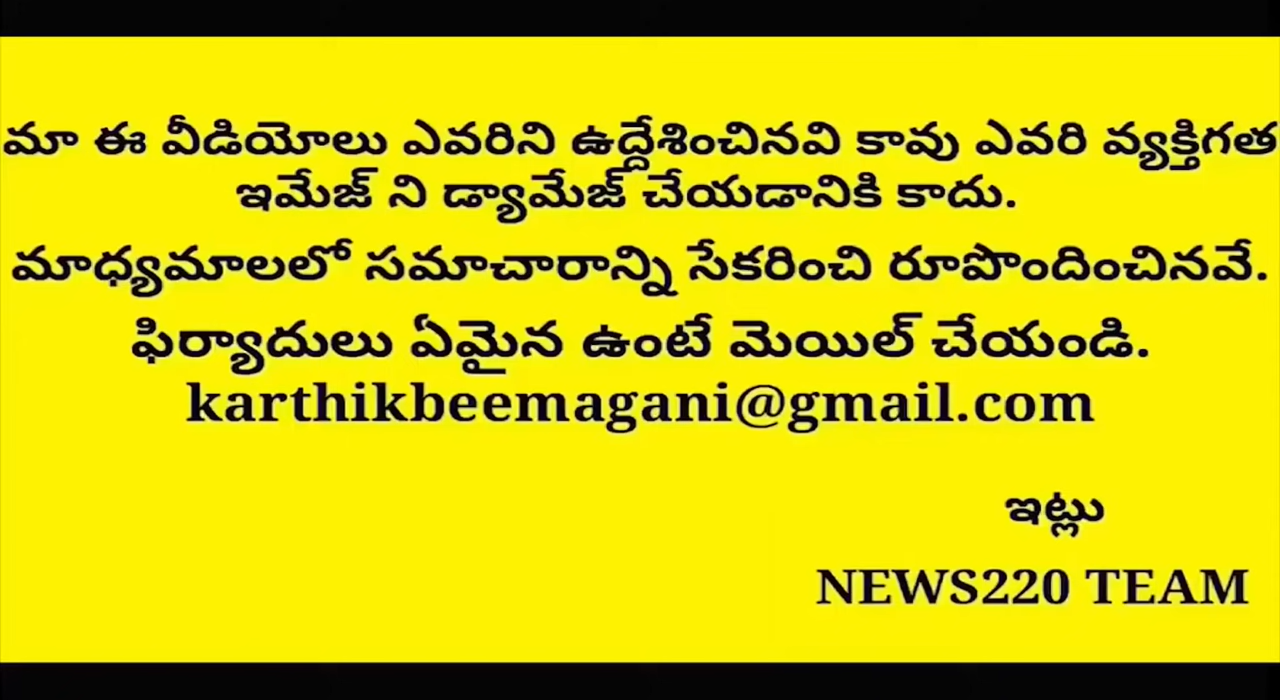 మా ఈ వీడియోలు ఎవరిని ఉద్దేశించినవి కావు ఎవరి వ్యక్తిగత
ఇమేజ్ ని డ్యామేజ్ చేయడానికి కాదు.
మాధ్యమాలలో సమాచారాన్ని సేకరించి రూపొందించినవే.
ఫిర్యాదులు ఏమైన ఉంటే మెయిల్ చేయండి.
karthikbeemagani@gmail.com
ఇట్లు
NEWS220 TEAM